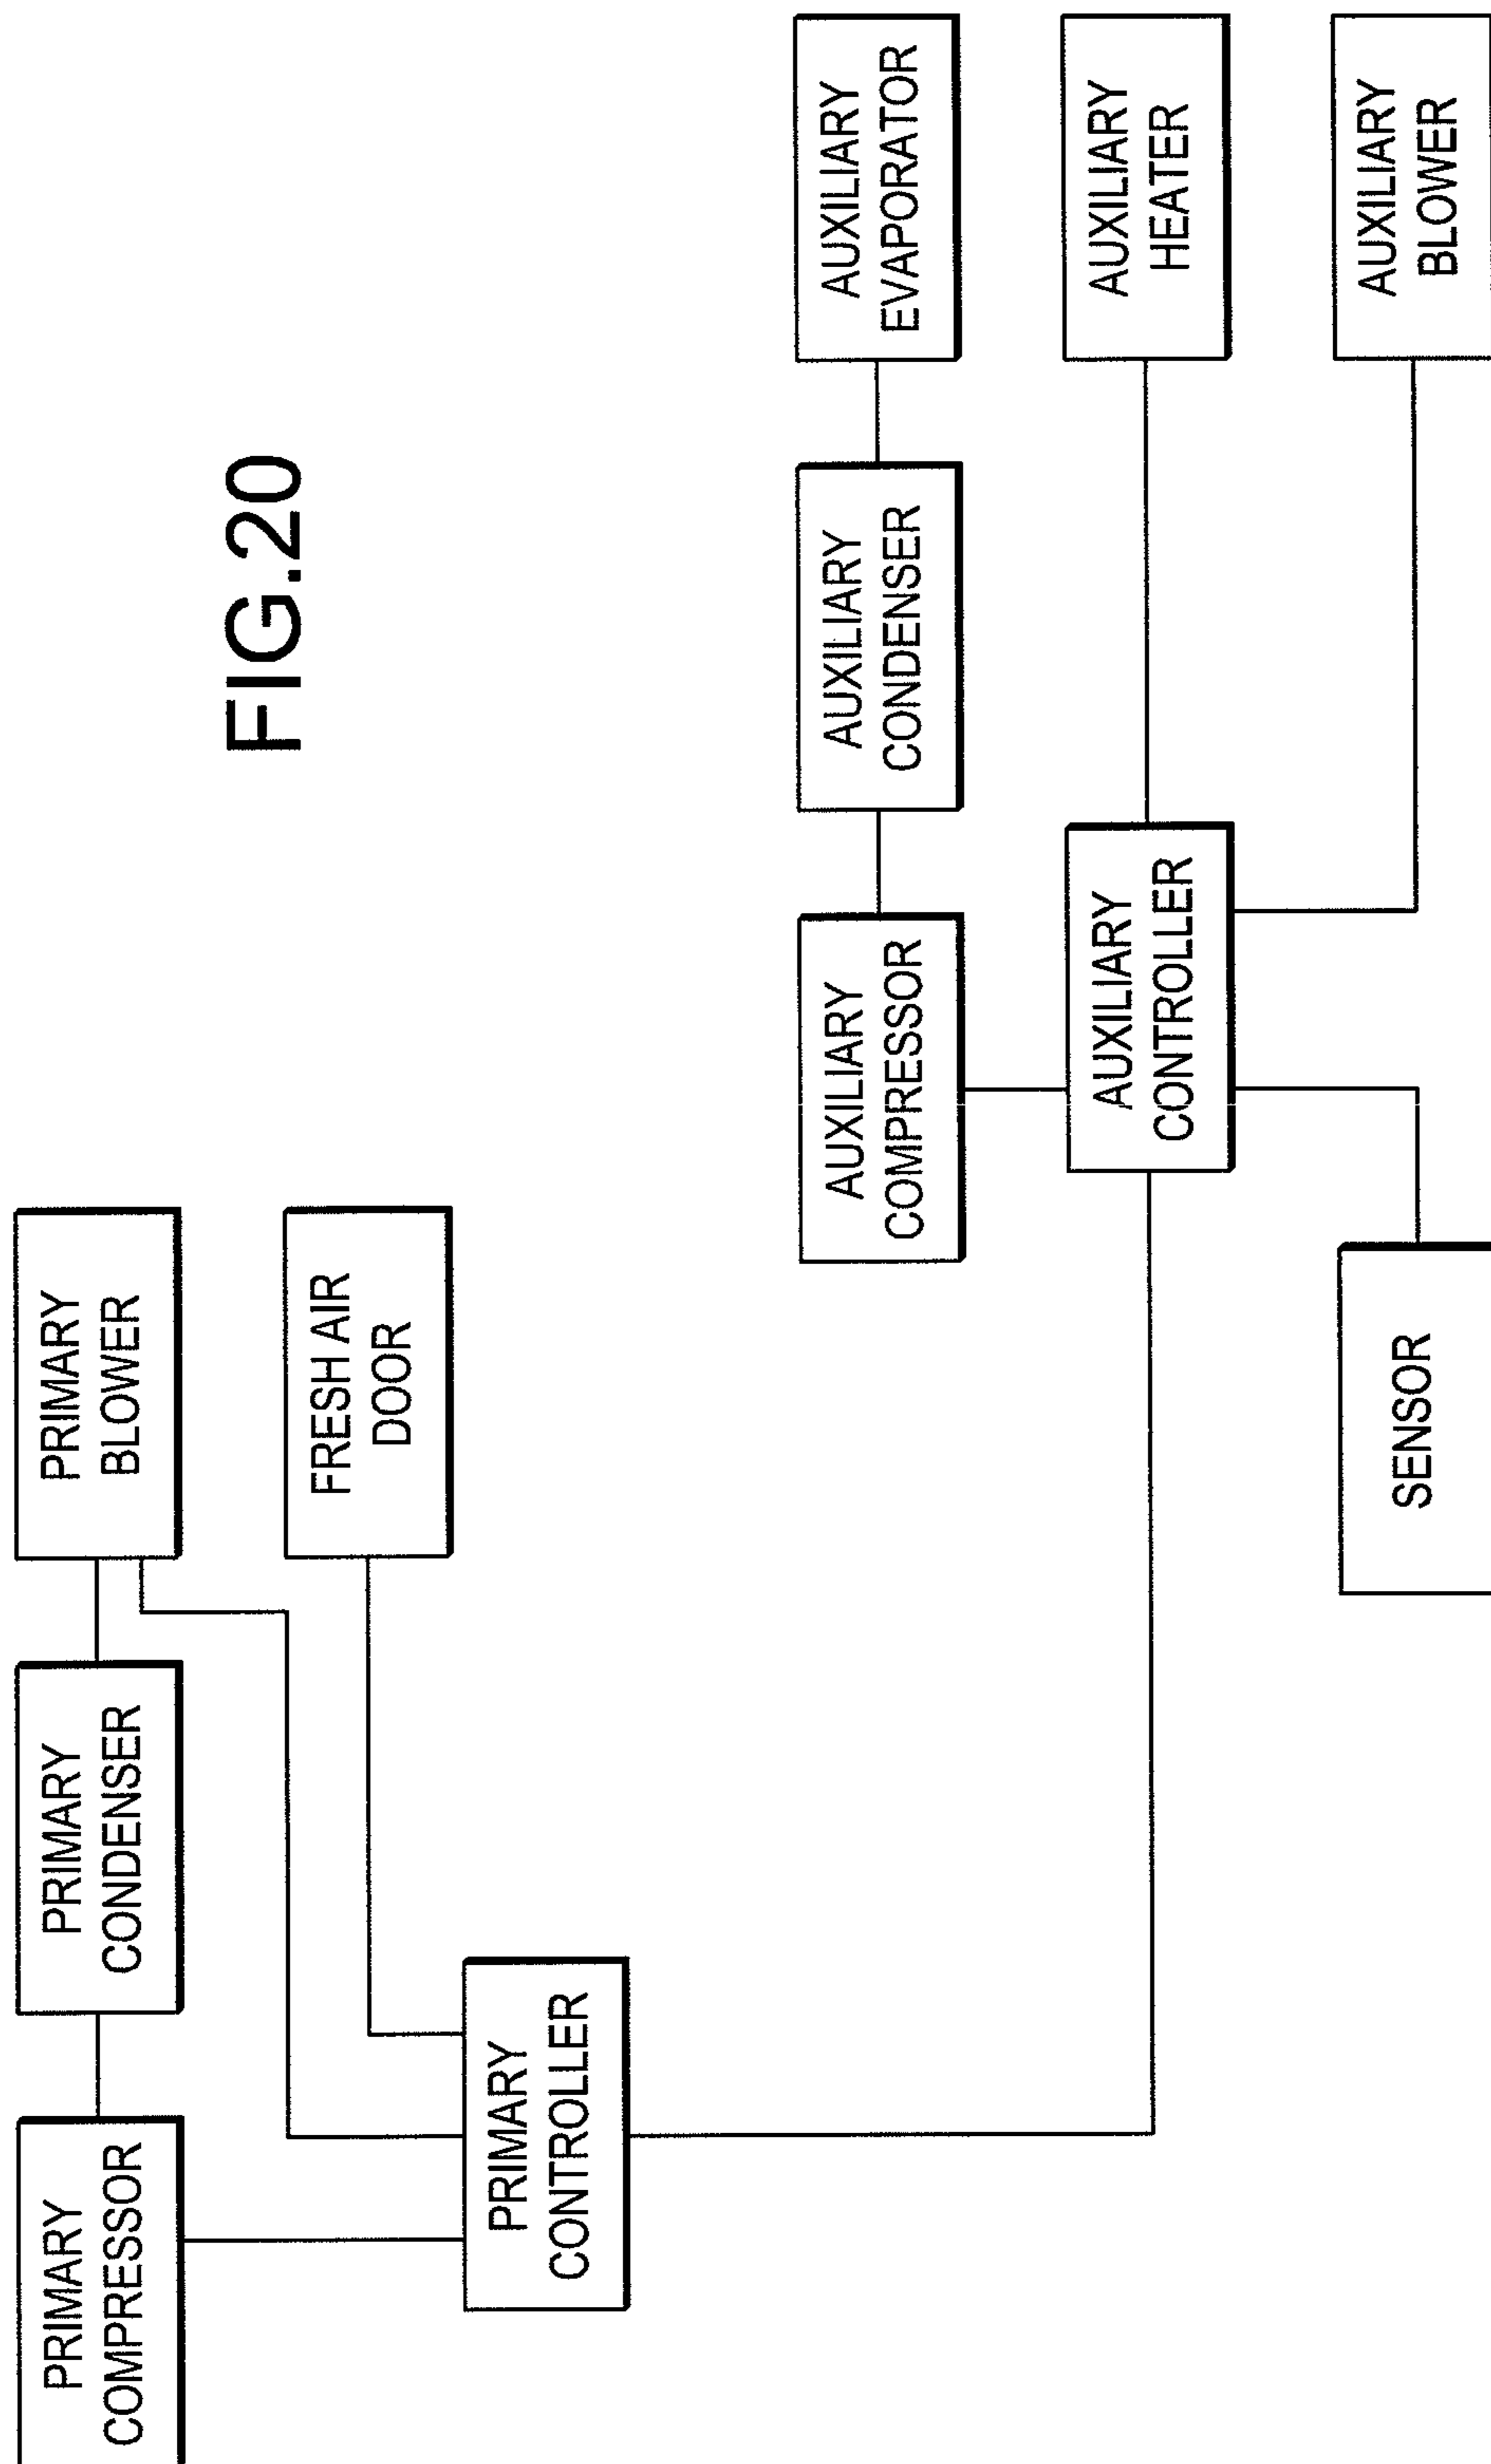 FIG.20
PRIMARY
COMPRESSOR
PRIMARY
CONDENSER
PRIMARY
BLOWER
FRESH AIR
DOOR
PRIMARY
CONTROLLER
AUXILIARY
COMPRESSOR
AUXILIARY
CONDENSER
AUXILIARY
EVAPORATOR
AUXILIARY
CONTROLLER
AUXILIARY
HEATER
SENSOR
AUXILIARY
BLOWER